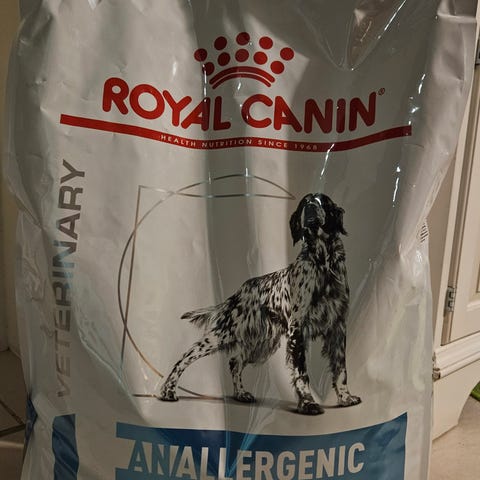 ROYAL CANIN®
HEALTH NUTRITION SINCE 1968
VETERINARY
ANALLERGENIC